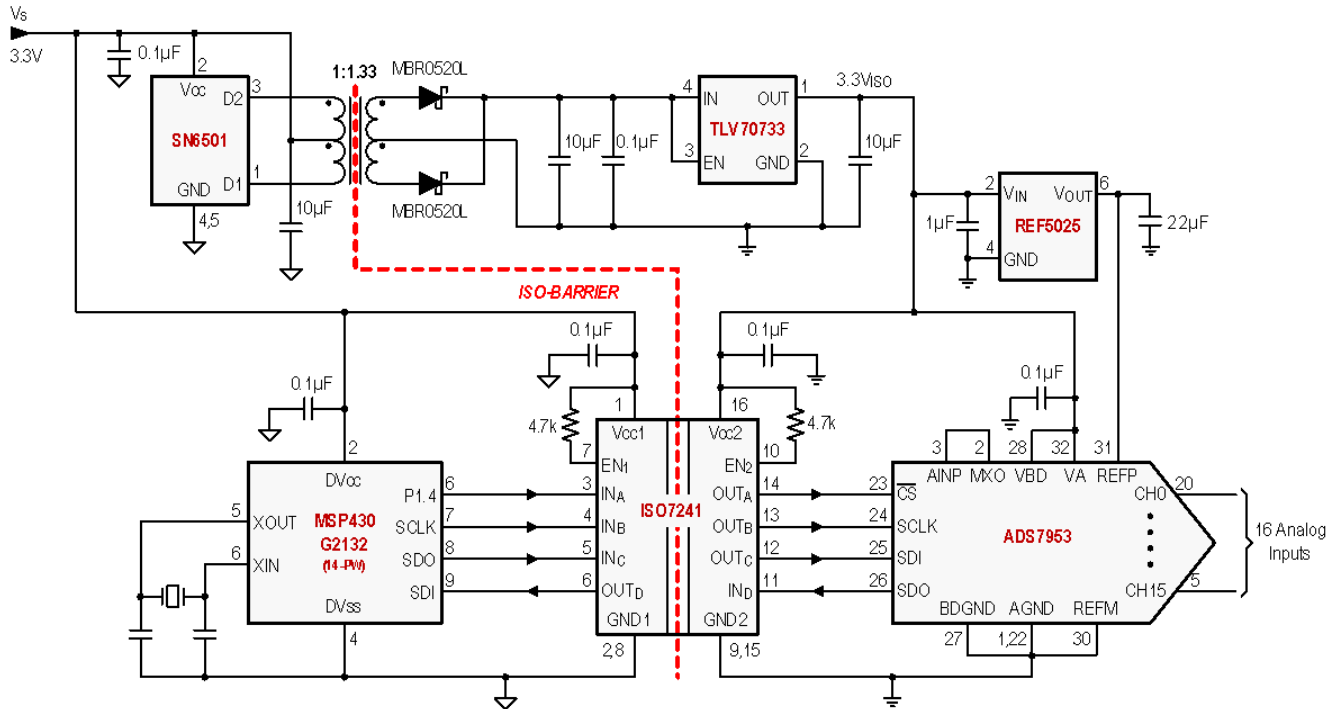 Vs
3.3V
0.1µF
2
Vcc
3
D2
SN6501
D1
1
GND
4,5
10µF
1:1.33
MBR0520L
MBR0520L
10µF
0.1µF
4
IN
OUT
1
TLV70733
3
EN
GND
2
3.3VISO
10µF
2
VIN
VOUT
6
1µF
REF5025
4
GND
22µF
ISO-BARRIER
0.1µF
0.1µF
0.1µF
0.1µF
4.7k
1
16
4.7k
2
DVcc
5
XOUT
6
XIN
MSP430
G2132
(14-PW)
P1.4
6
SCLK
7
SDO
8
SDI
9
DVss
4
Vcc1
7
EN1
3
INA
4
INB
5
INC
6
OUTD
GND1
2,8
ISO7241
Vcc2
10
EN2
14
OUTA
13
OUTB
12
OUTC
11
IND
GND2
9,15
3
2
28
32
31
AINP
MXO
VBD
VA
REFP
23
CS
24
SCLK
25
SDI
26
SDO
ADS7953
CH0
20
CH15
5
BDGND
AGND
REFM
27
1,22
30
16 Analog
Inputs